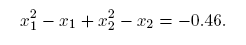 $x_1^2 - x_1 + x_2^2 - x_2 = -0.46.$